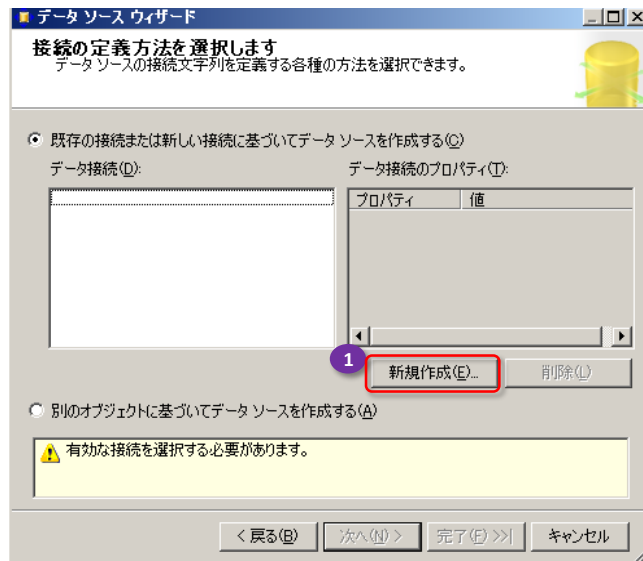 データ ソース ウィザード
接続の定義方法を選択します
データ ソースの接続文字列を定義する各種の方法を選択できます。
既存の接続または新しい接続に基づいてデータ ソースを作成する(C)
データ接続(D):
データ接続のプロパティ(T):
プロパティ 値
1
新規作成(E)...
削除(L)
別のオブジェクトに基づいてデータ ソースを作成する(A)
有効な接続を選択する必要があります。
< 戻る(B) 次へ(N) > 完了(F) >>| キャンセル